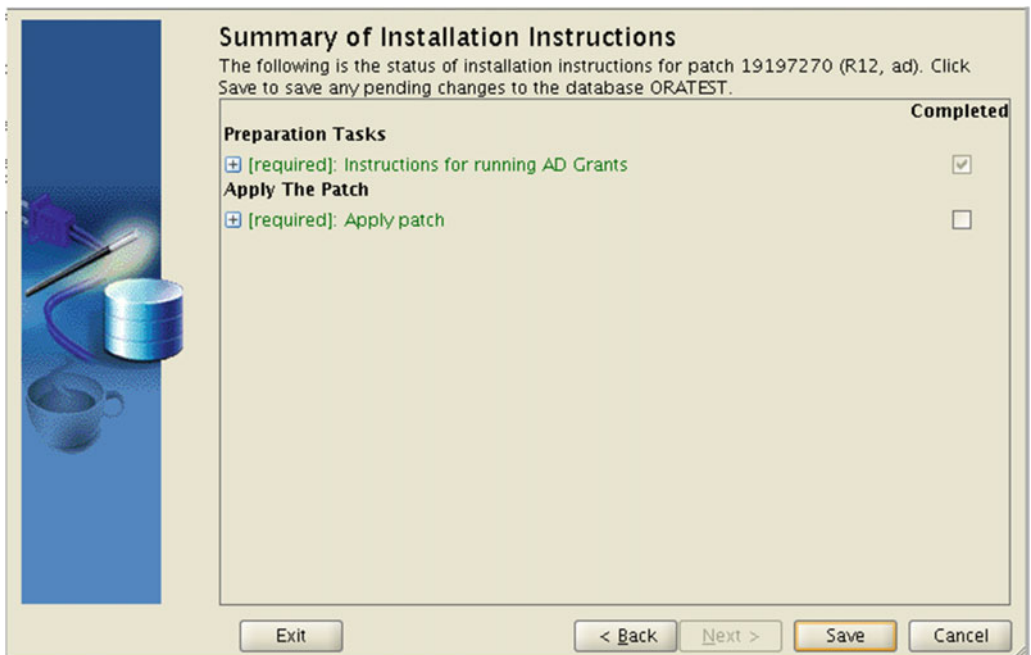 Summary of Installation Instructions
The following is the status of installation instructions for patch 19197270 (R12, ad). Click
Save to save any pending changes to the database ORATEST.
Completed
Preparation Tasks
[required]: Instructions for running AD Grants
Apply The Patch
[required]: Apply patch
Exit
< Back
Next >
Save
Cancel